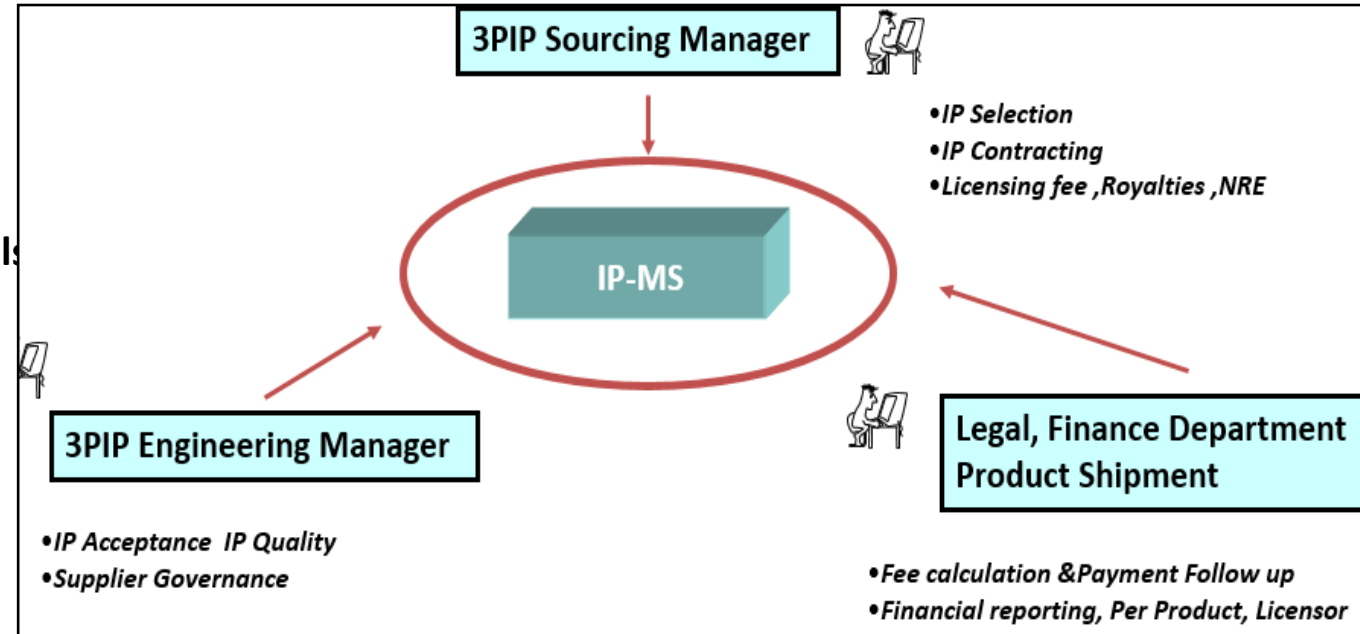 3PIP Sourcing Manager
•IP Selection
•IP Contracting
•Licensing fee ,Royalties ,NRE
IP-MS
3PIP Engineering Manager
•IP Acceptance IP Quality
•Supplier Governance
Legal, Finance Department
Product Shipment
•Fee calculation &Payment Follow up
•Financial reporting, Per Product, Licensor